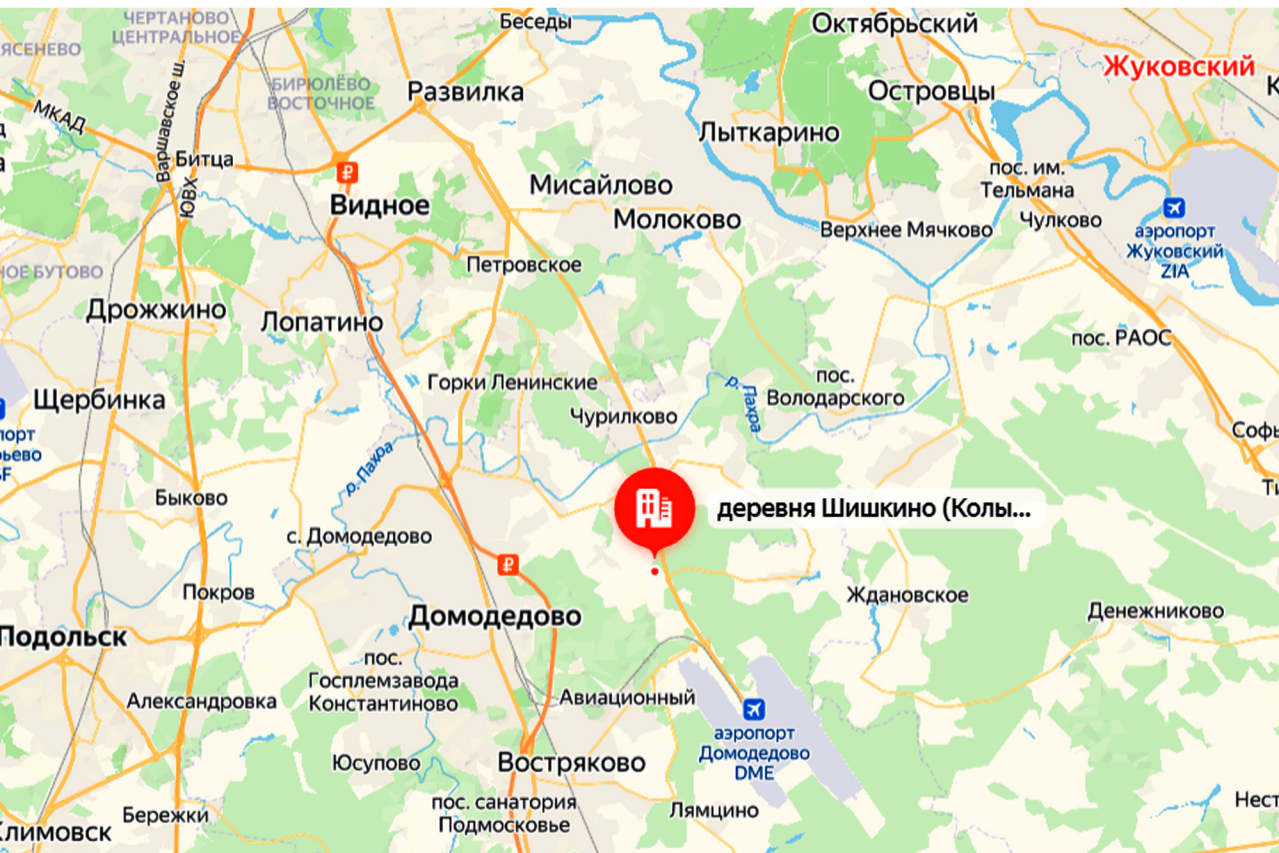 ЧЕРТАНОВО
ЦЕНТРАЛЬНОЕ
Беседы
Октябрьский
ЯСЕНЕВО
БИРЮЛЁВО
ВОСТОЧНОЕ
Развилка
Жуковский
Островцы
МКАД
Варшавское ш.
Лыткарино
Битца
ЮВХ
₽
Мисайлово
пос. им.
Тельмана
Видное
Молоково
Чулково
Верхнее Мячково
аэропорт
Жуковский
ZIA
Петровское
НОЕ БУТОВО
Дрожжино
Лопатино
пос. РАОС
Горки Ленинские
пос.
Володарского
р. Пахра
Щербинка
Чурилково
порт
ьево
SF
Софь
р. Пахра
Быково
Ти
деревня Шишкино (Колы...
с. Домодедово
₽
Покров
Ждановское
Домодедово
Денежниково
Подольск
пос.
Госплемзавода
Константиново
Александровка
Авиационный
аэропорт
Домодедово
DME
Юсупово
Востряково
пос. санатория
Подмосковье
Лямцино
Нест
Бережки
Климовск